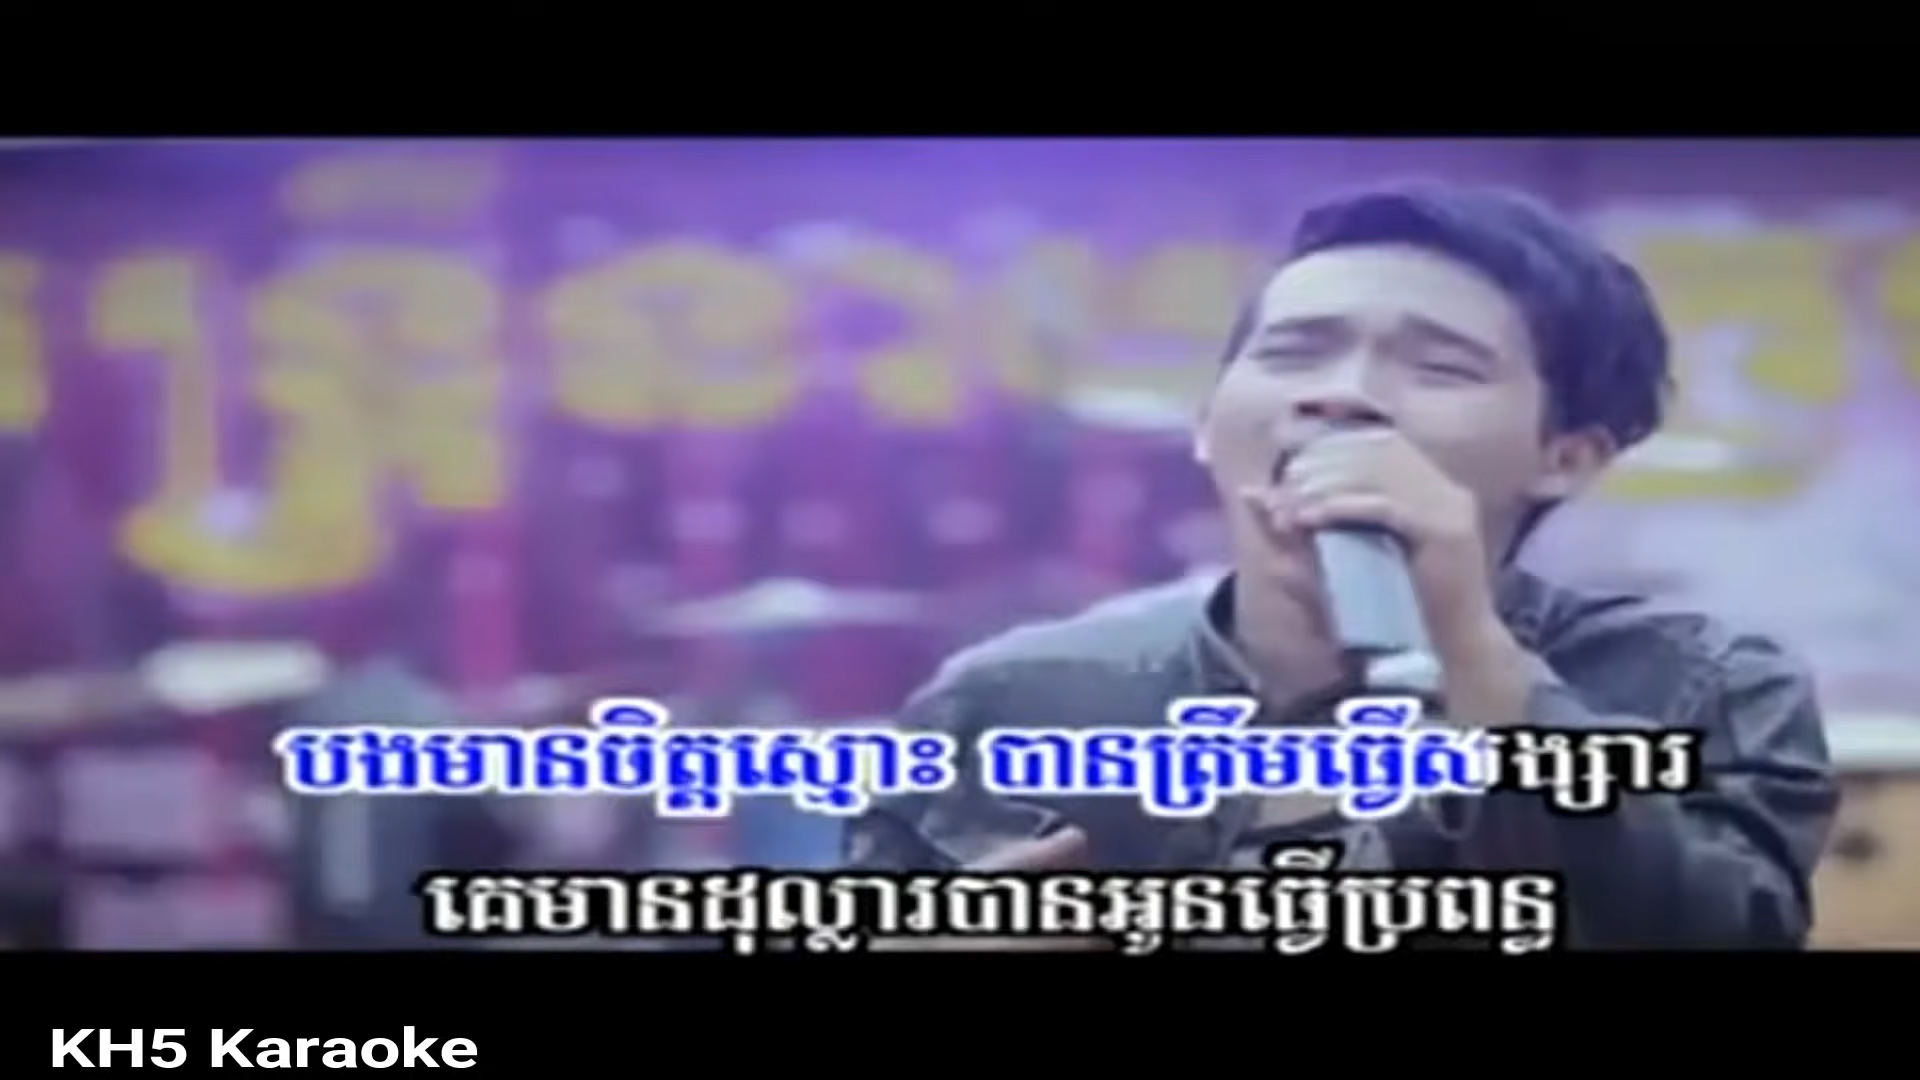 បងមានចិត្តស្មោះ បានត្រឹមធ្វើសង្សារ
គេមានដុល្លារបានអូនធ្វើប្រពន្ធ
KH5 Karaoke